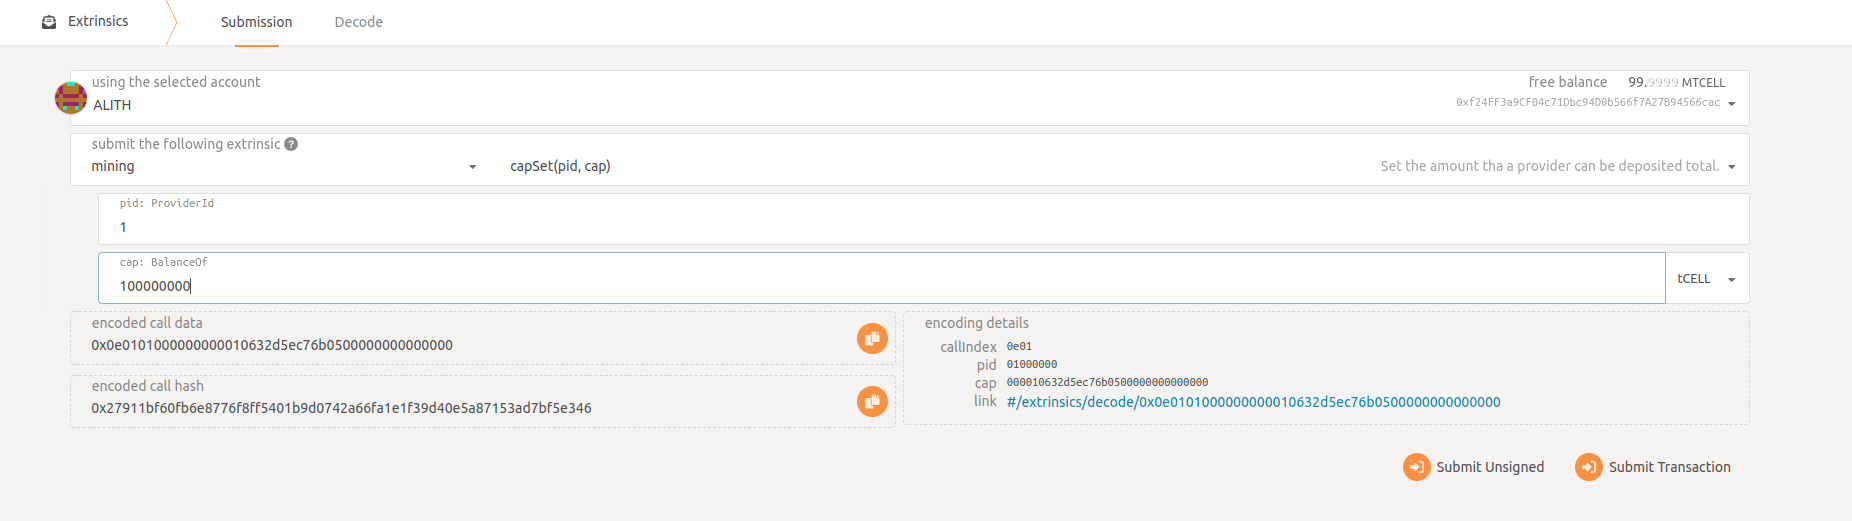 Extrinsics
Submission
Decode
using the selected account
ALITH
free balance 99.9999 MTCELL
0xf24FF3a9CF04c71Dbc94D0b566f7A27B94566cac
submit the following extrinsic ?
mining
capSet(pid, cap)
Set the amount tha a provider can be deposited total.
pid: ProviderId
1
cap: BalanceOf
100000000
tCELL
encoded call data
0x0e0101000000000010632d5ec76b0500000000000000
encoded call hash
0x27911bf60fb6e8776f8ff5401b9d0742a66fa1e1f39d40e5a87153ad7bf5e346
encoding details
callIndex 0e01
pid 01000000
cap 000010632d5ec76b0500000000000000
link #/extrinsics/decode/0x0e0101000000000010632d5ec76b0500000000000000
Submit Unsigned
Submit Transaction